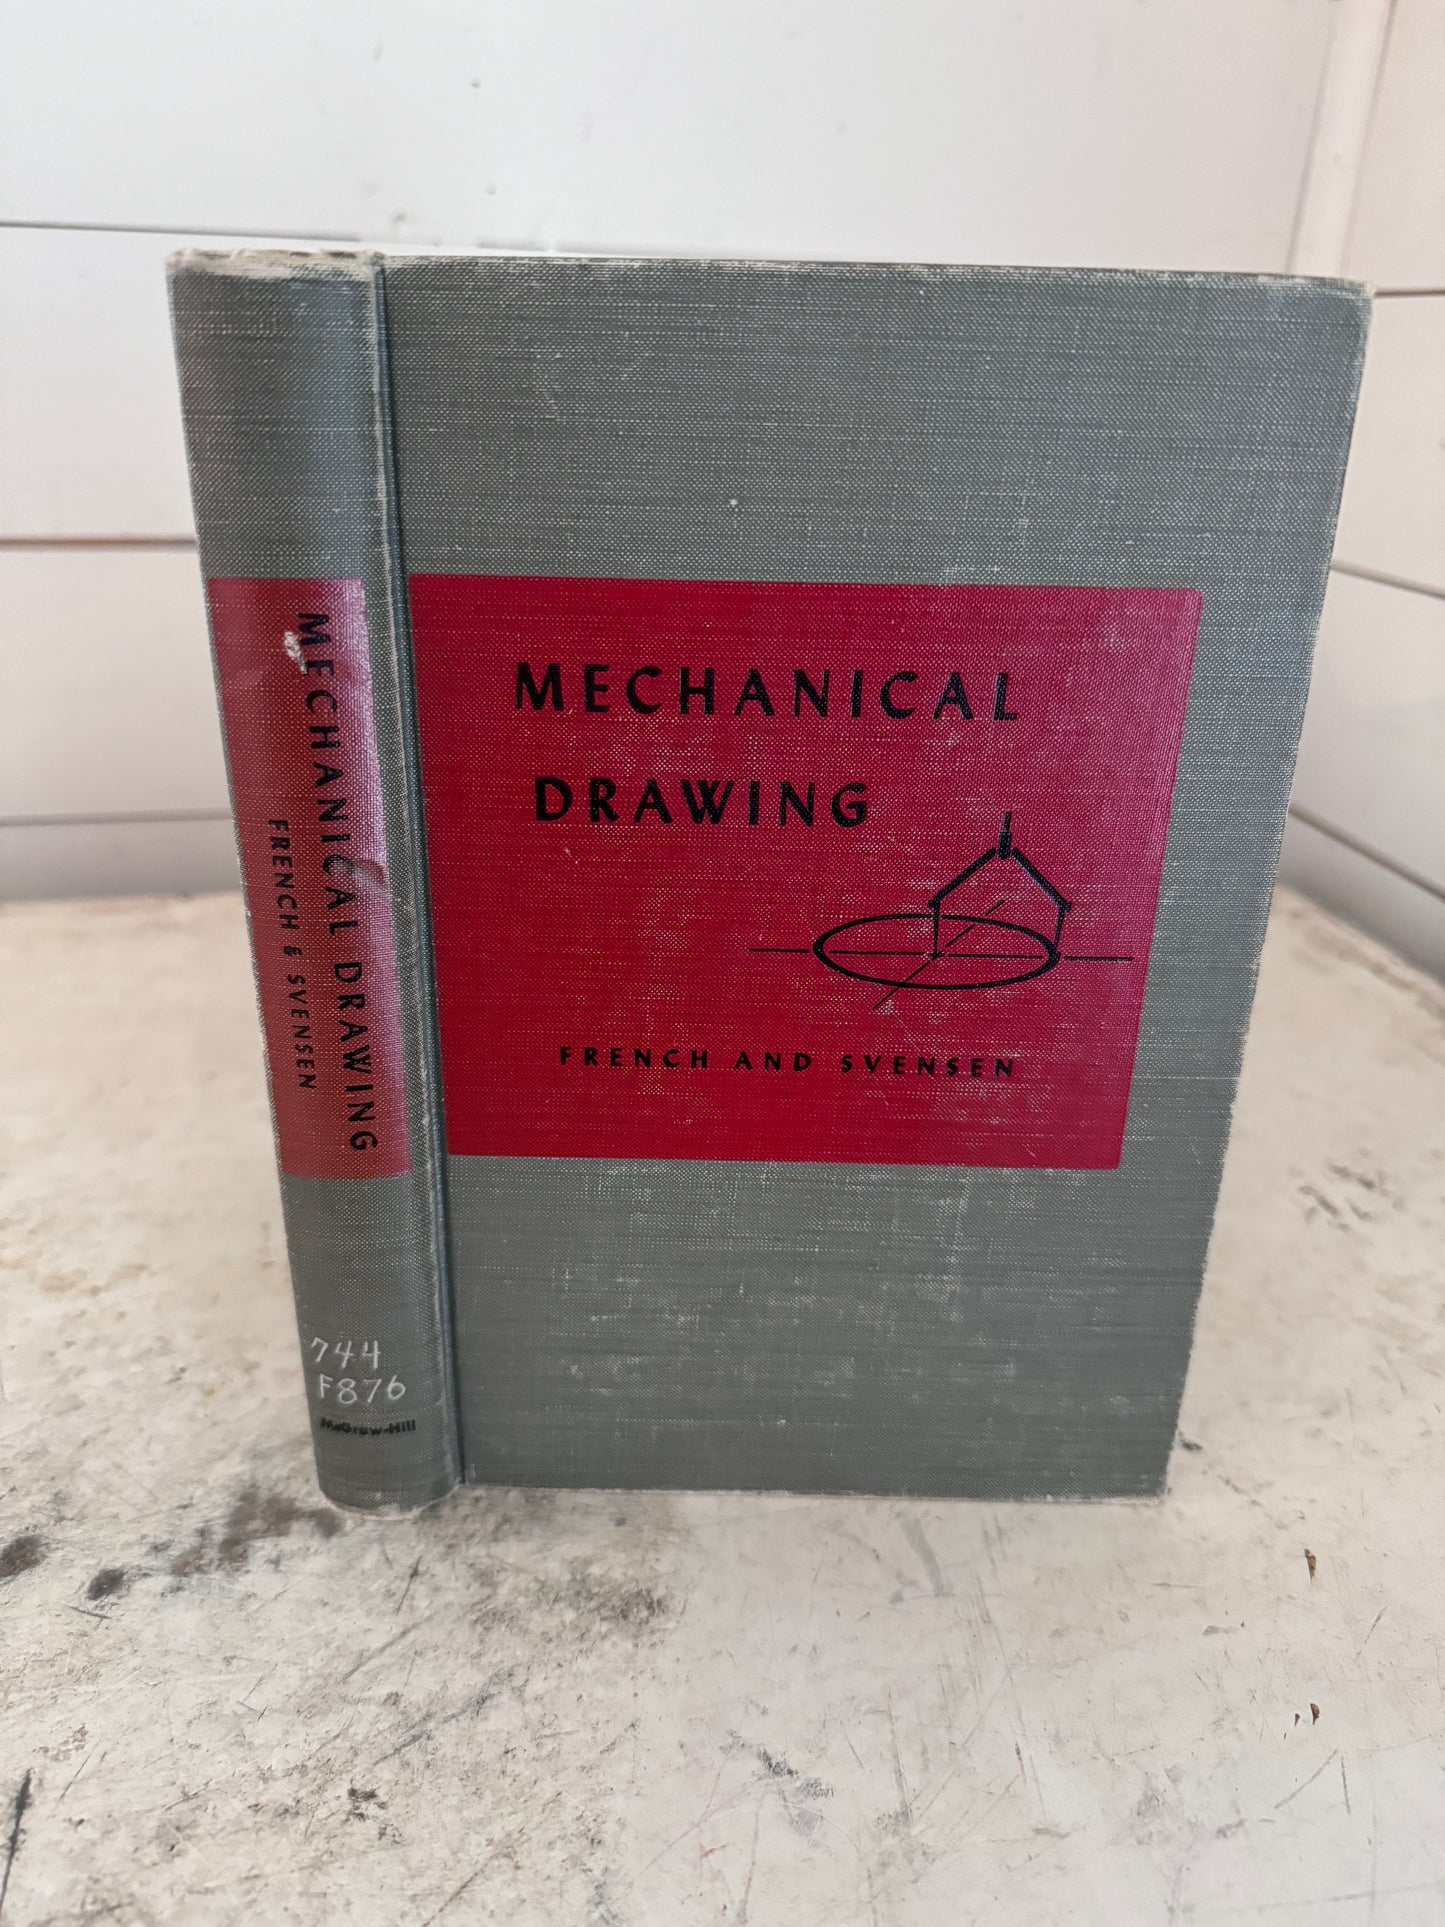 MECHANICAL DRAWING
FRENCH & SVENSEN
744
F876
McGraw-Hill
MECHANICAL
DRAWING
FRENCH AND SVENSEN